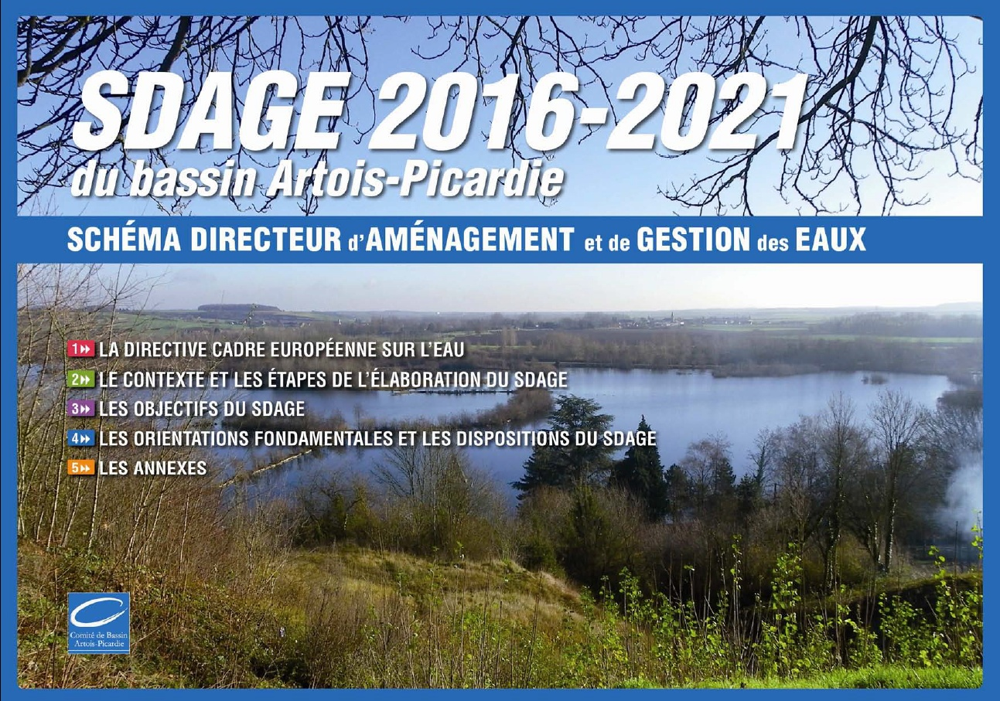 SDAGE 2016-2021
du bassin Artois-Picardie
SCHÉMA DIRECTEUR d'AMÉNAGEMENT et de GESTION des EAUX
1 LA DIRECTIVE CADRE EUROPÉENNE SUR L'EAU
2 LE CONTEXTE ET LES ÉTAPES DE L'ÉLABORATION DU SDAGE
3 LES OBJECTIFS DU SDAGE
4 LES ORIENTATIONS FONDAMENTALES ET LES DISPOSITIONS DU SDAGE
5 LES ANNEXES
Comité de Bassin
Artois-Picardie